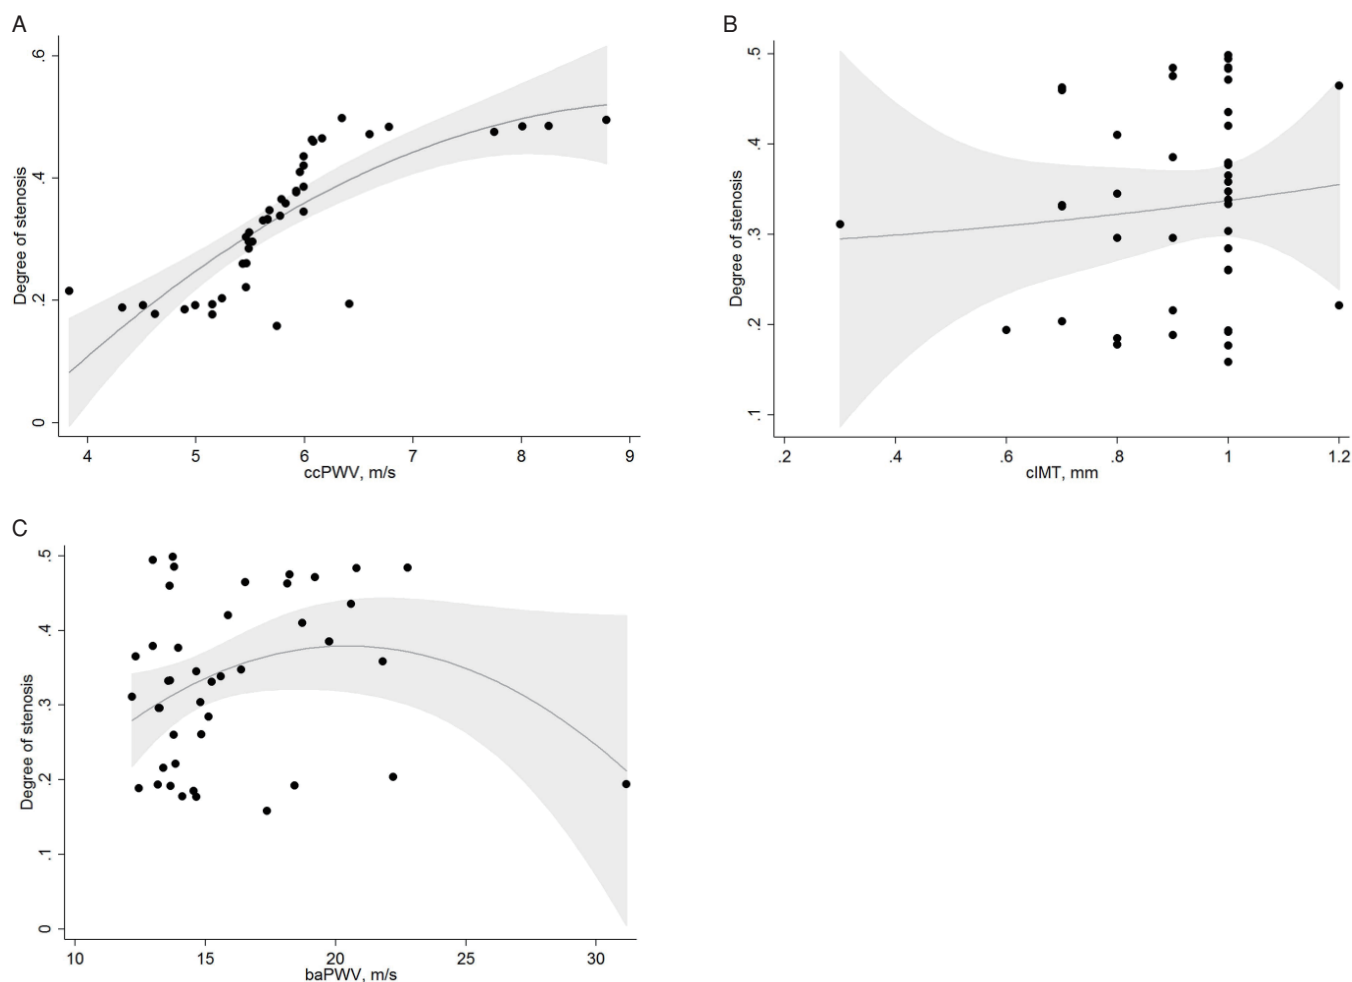 A
.6
.4
.2
0
Degree of stenosis
4 5 6 7 8 9
ccPWV, m/s
B
.5
.4
.3
.2
.1
Degree of stenosis
.2 .4 .6 .8 1 1.2
cIMT, mm
C
.5
.4
.3
.2
.1
0
Degree of stenosis
10 15 20 25 30
baPWV, m/s